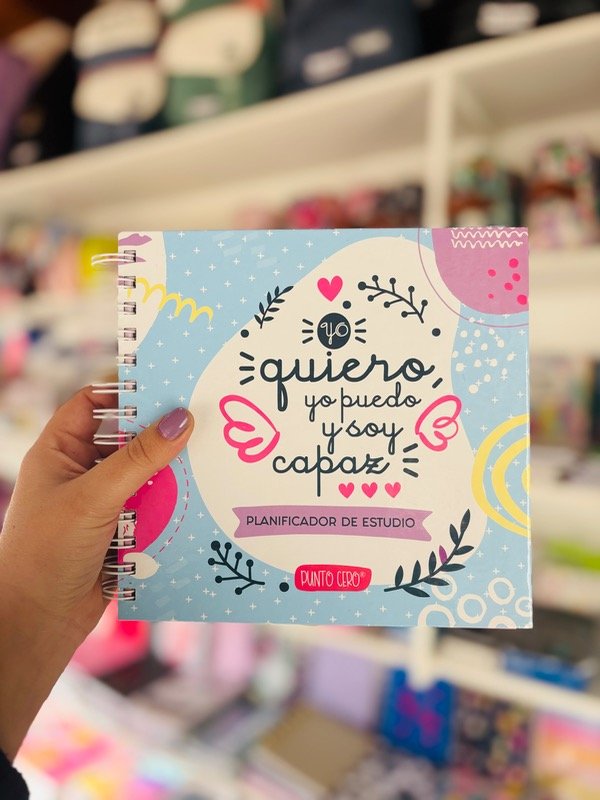 yo
quiero,
yo puedo
y soy
capaz
PLANIFICADOR DE ESTUDIO
PUNTO CERO®